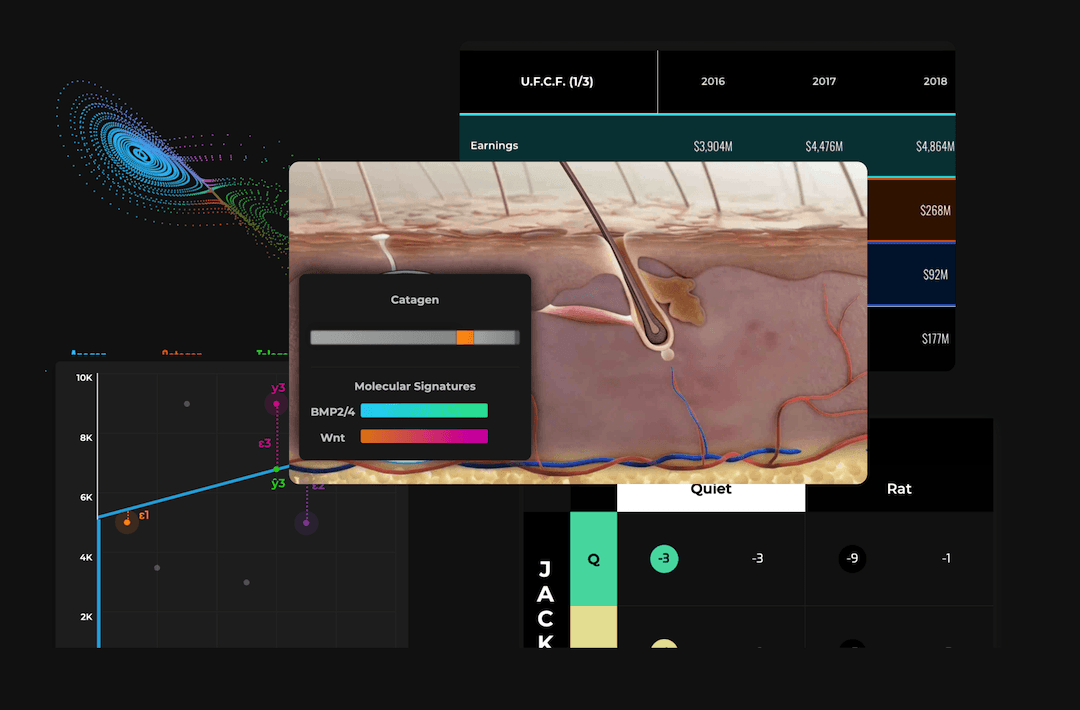 U.F.C.F. (1/3) 2016 2017 2018
Earnings $3,904M $4,476M $4,864M
$268M
$92M
$177M
Catagen
Molecular Signatures
BMP2/4
Wnt
10K
8K
6K
4K
2K
y3
ε3
ŷ3
ε1
Quiet Rat
JACK
Q -3 -3 -9 -1